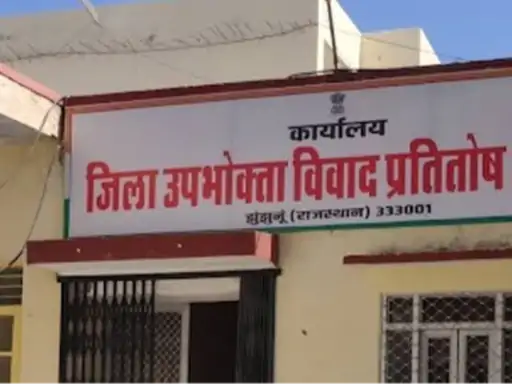 कार्यालय
जिला उपभोक्ता विवाद प्रतितोष
झुंझुनूं (राजस्थान) 333001